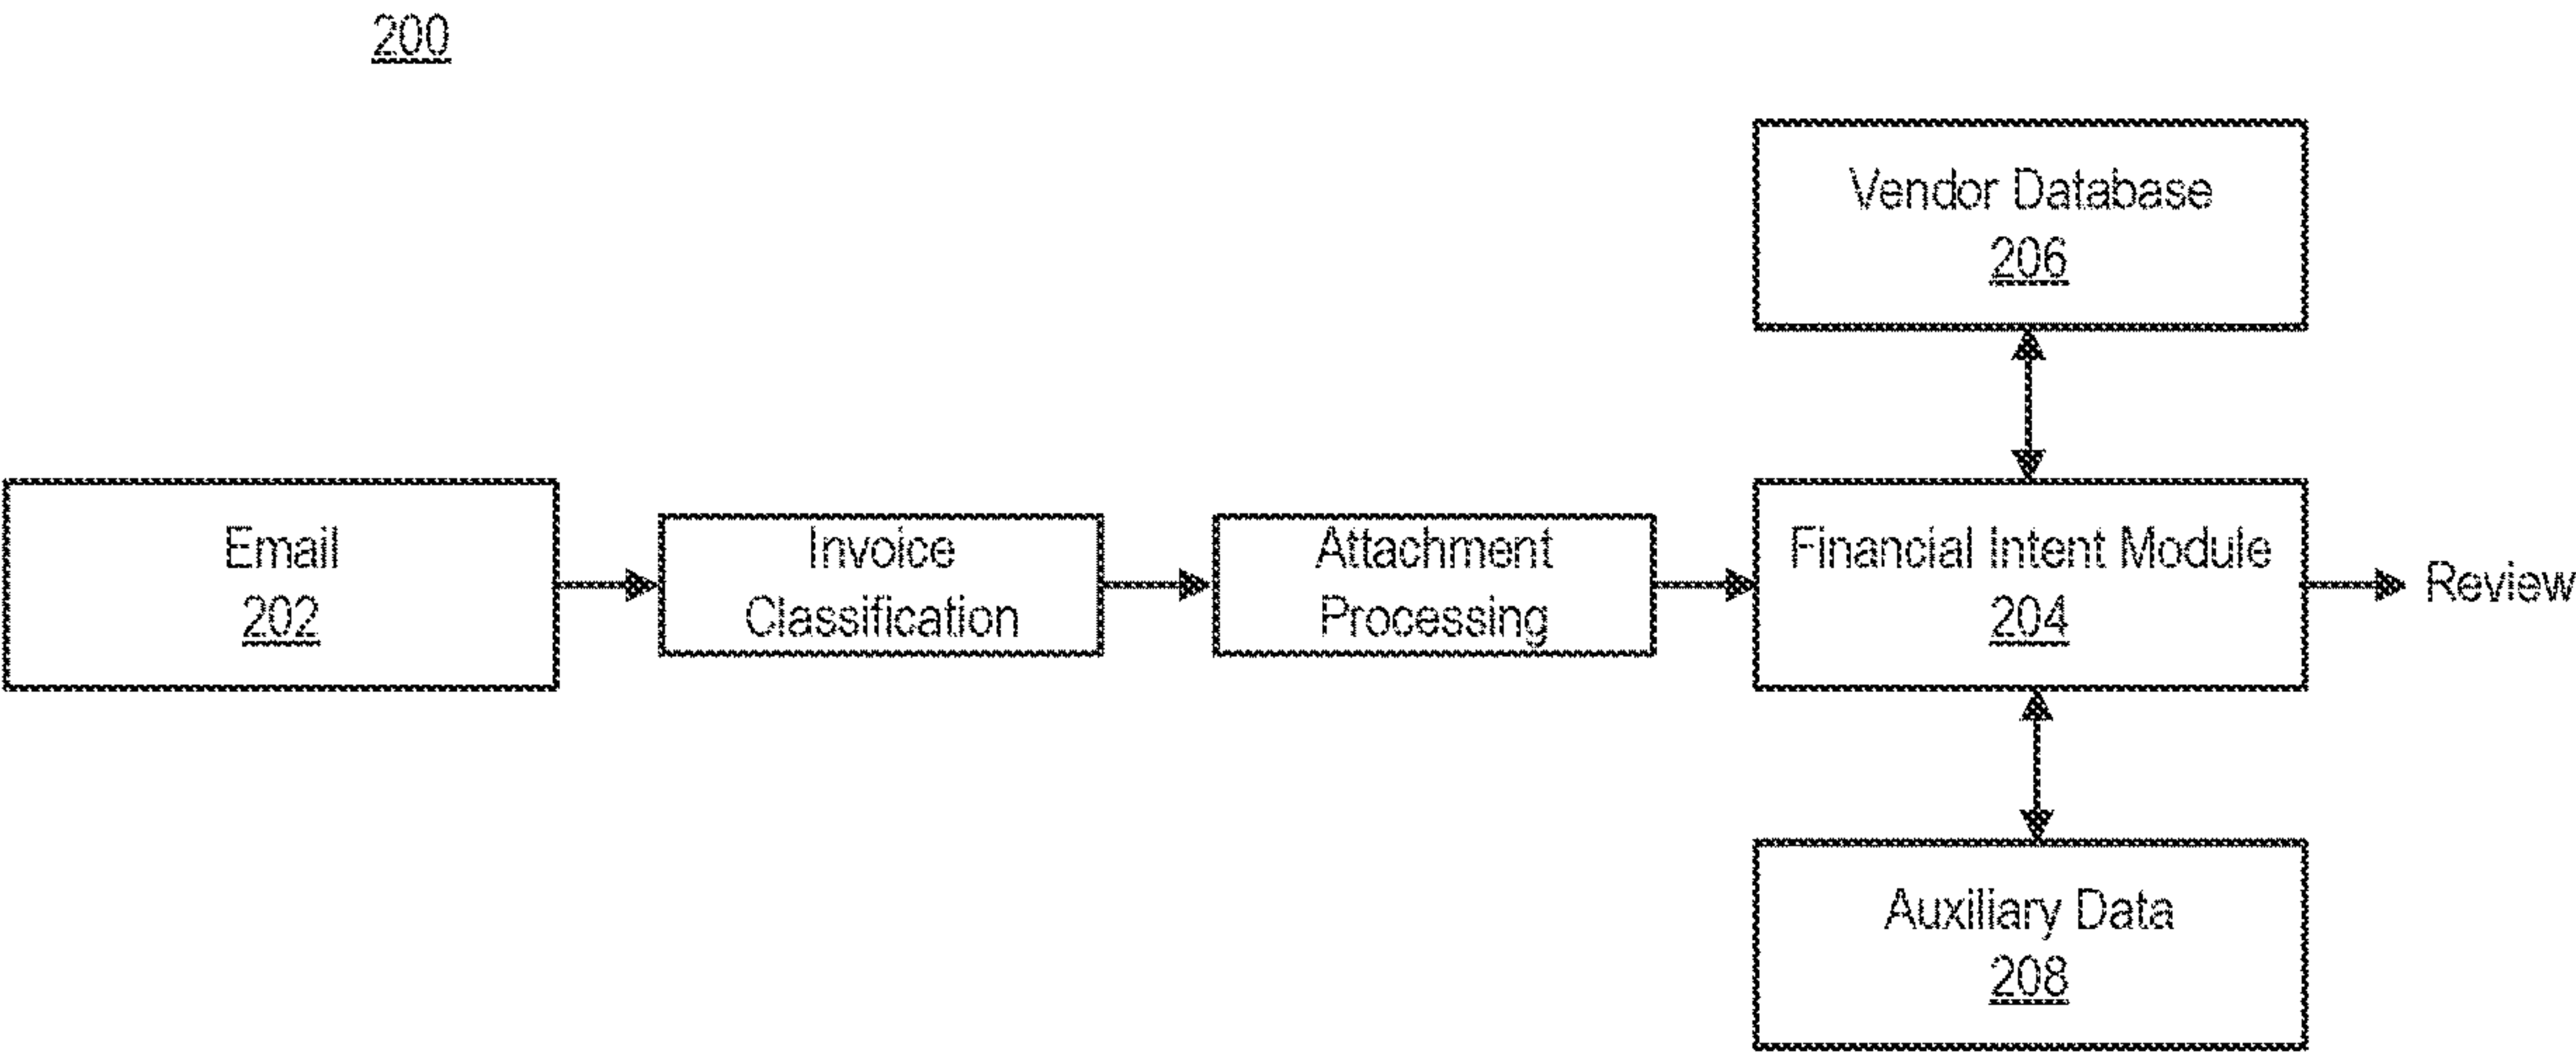 200
Vendor Database
206
Email
202
Invoice
Classification
Attachment
Processing
Financial Intent Module
204
Review
Auxiliary Data
208